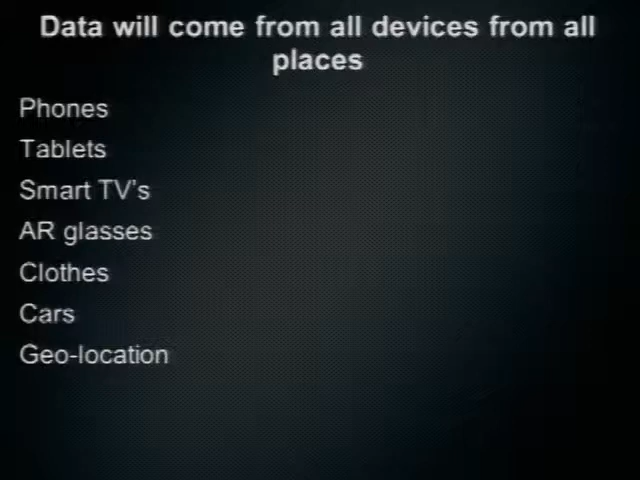 Data will come from all devices from all
places
Phones
Tablets
Smart TV's
AR glasses
Clothes
Cars
Geo-location